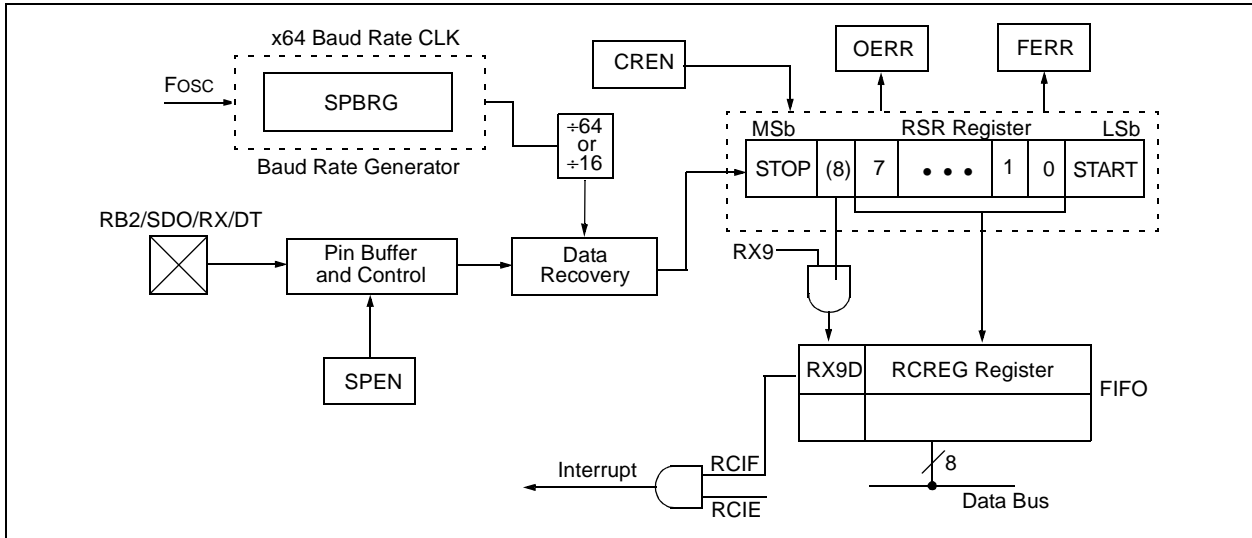 x64 Baud Rate CLK
FOSC
SPBRG
Baud Rate Generator
÷64
or
÷16
CREN
OERR
FERR
MSb
RSR Register
LSb
STOP
(8)
7
• • •
1
0
START
RB2/SDO/RX/DT
Pin Buffer
and Control
Data
Recovery
RX9
SPEN
RX9D
RCREG Register
FIFO
8
Data Bus
Interrupt
RCIF
RCIE